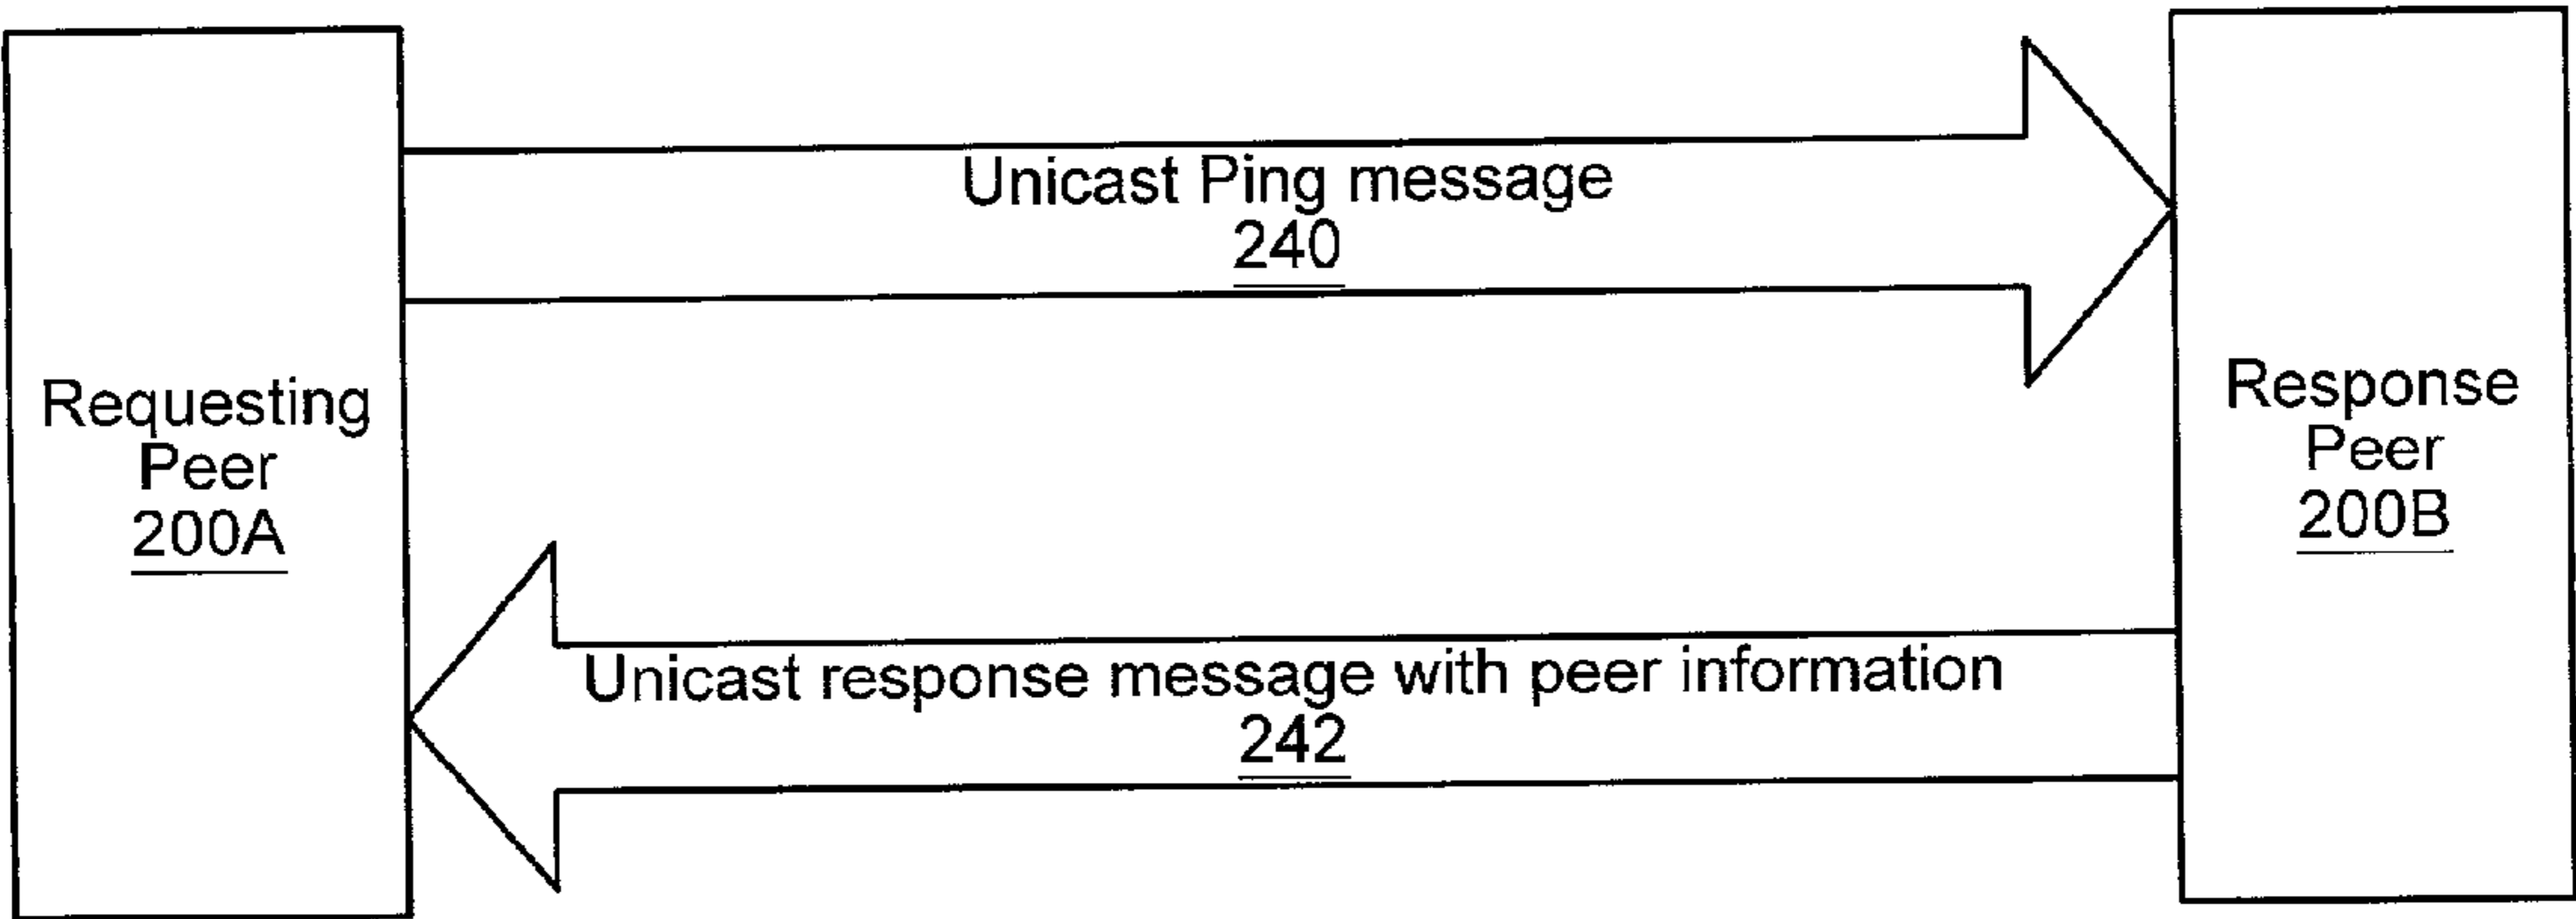 Unicast Ping message
240
Requesting
Peer
200A
Response
Peer
200B
Unicast response message with peer information
242